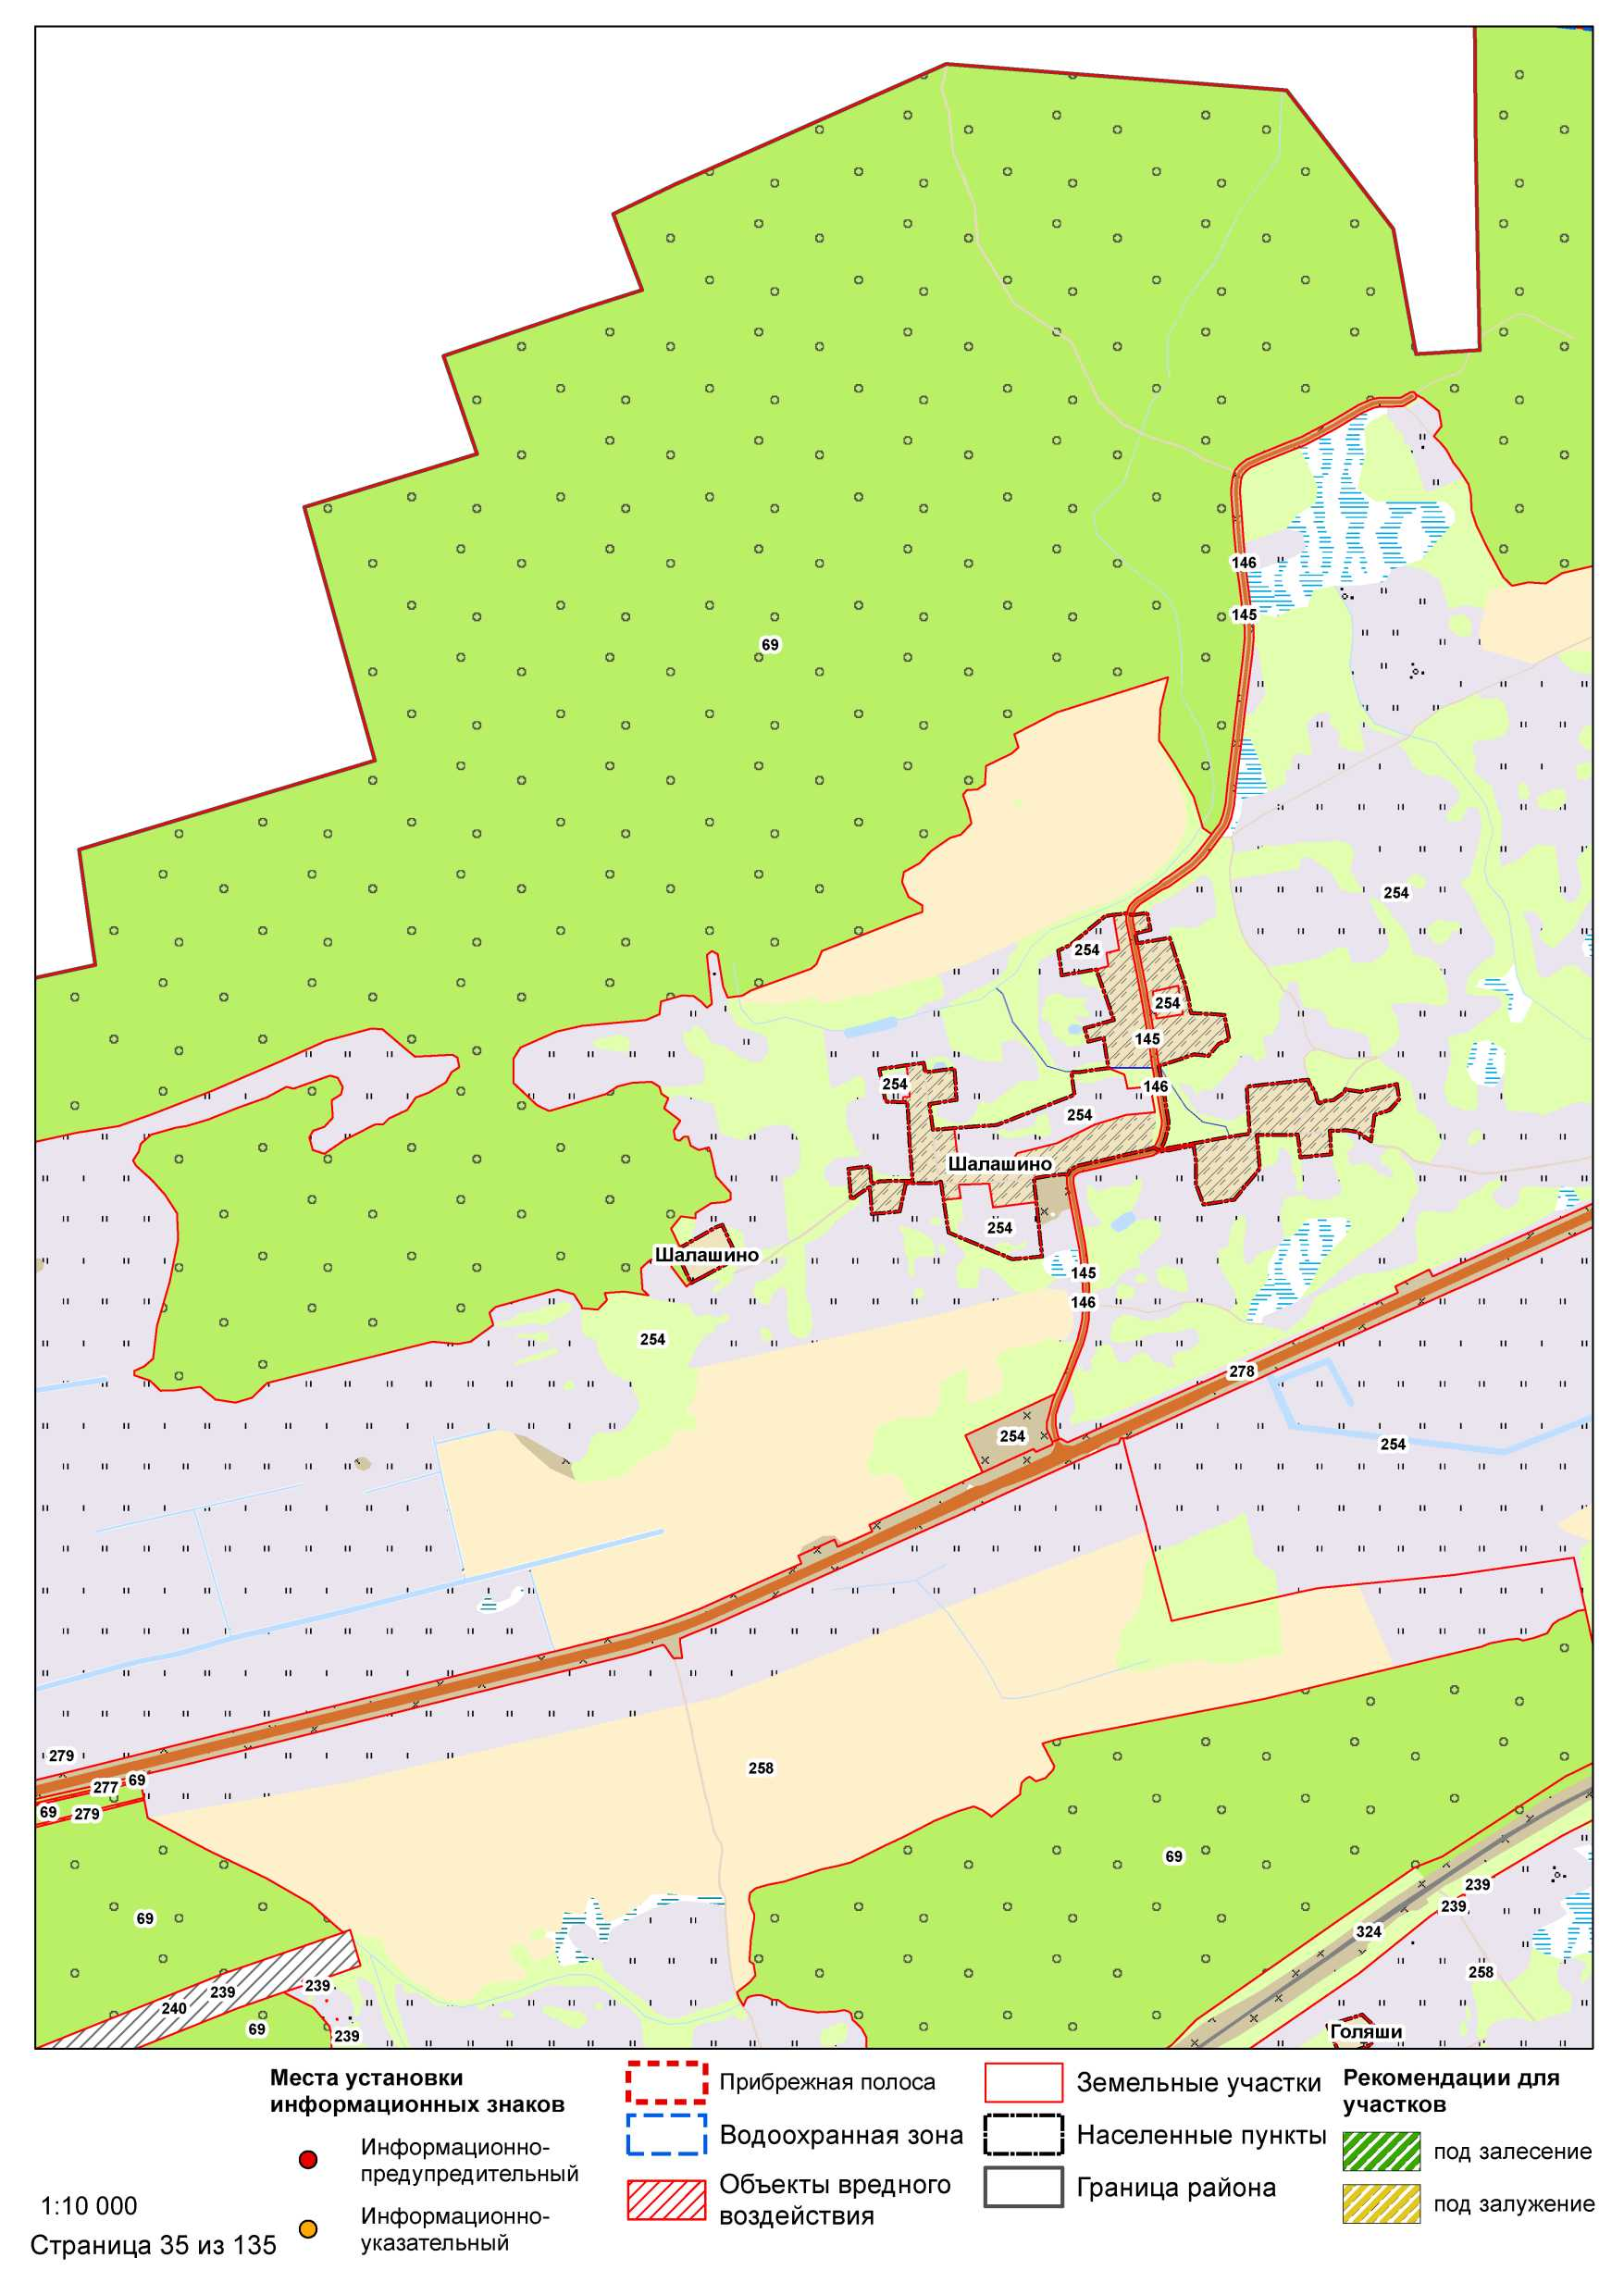 146
145
69
254
254
254
145
254
146
254
Шалашино
254
Шалашино
145
146
254
278
254
254
279
69
277
69
279
258
69
239
69
239
324
258
239
239
240
69
239
Голяши
Места установки
информационных знаков
Информационно-
предупредительный
Информационно-
указательный
1:10 000
Страница 35 из 135
Прибрежная полоса
Водоохранная зона
Объекты вредного
воздействия
Земельные участки
Населенные пункты
Граница района
Рекомендации для
участков
под залесение
под залужение